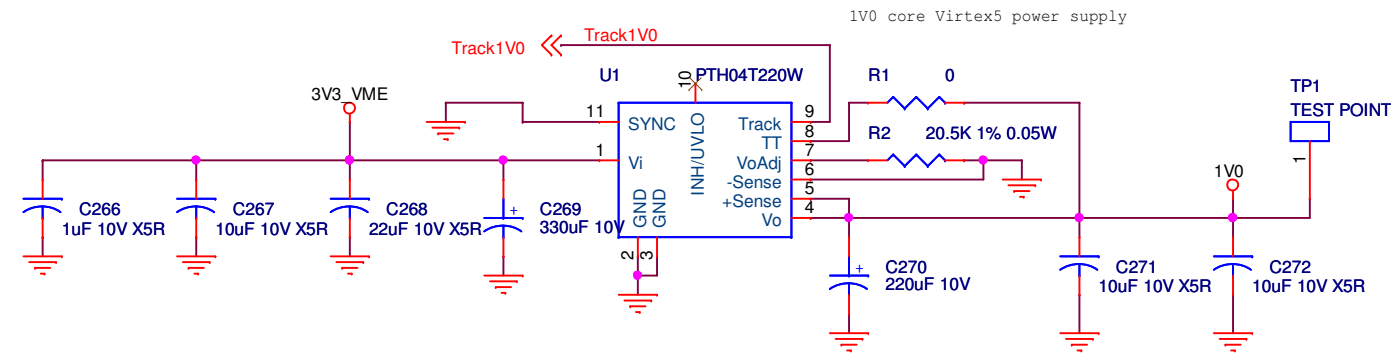 1V0 core Virtex5 power supply
Track1V0
Track1V0
U1
10
PTH04T220W
R1
0
TP1
TEST POINT
3V3_VME
11
SYNC
INH/UVLO
Track
9
TT
8
R2
20.5K 1% 0.05W
1
Vi
VoAdj
7
-Sense
6
+Sense
5
Vo
4
1
1V0
GND
GND
2
3
C266
1uF 10V X5R
C267
10uF 10V X5R
C268
22uF 10V X5R
+
C269
330uF 10V
+
C270
220uF 10V
C271
10uF 10V X5R
C272
10uF 10V X5R